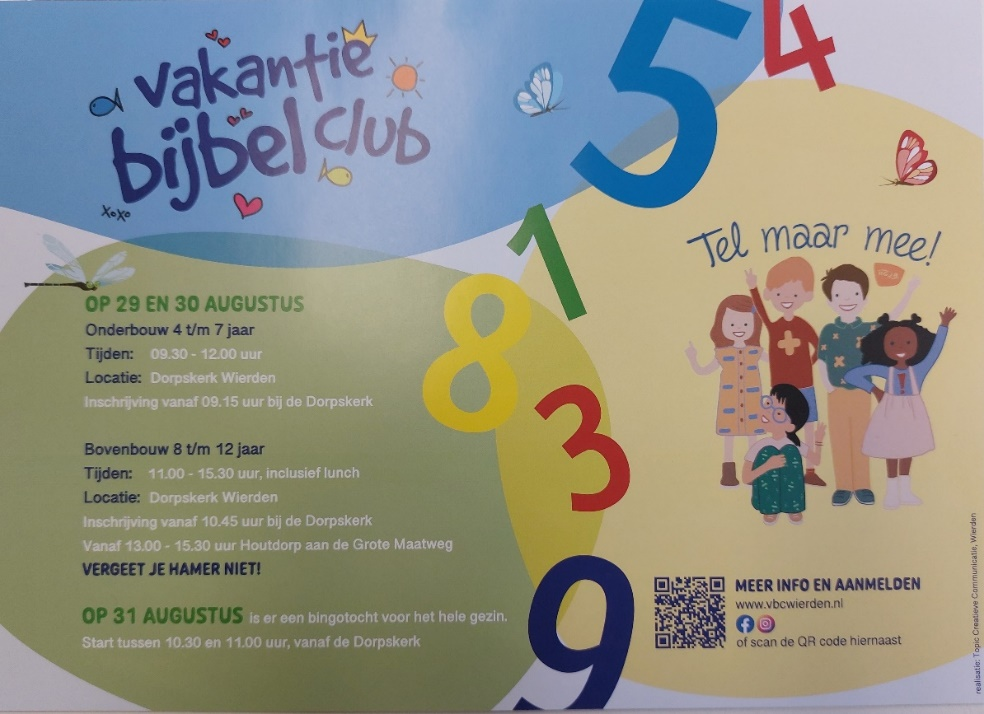 vakantie
bijbel club
xoxo
5
4
1
8
3
9
Tel maar mee!
OP 29 EN 30 AUGUSTUS
Onderbouw 4 t/m 7 jaar
Tijden: 09.30 - 12.00 uur
Locatie: Dorpskerk Wierden
Inschrijving vanaf 09.15 uur bij de Dorpskerk
Bovenbouw 8 t/m 12 jaar
Tijden: 11.00 - 15.30 uur, inclusief lunch
Locatie: Dorpskerk Wierden
Inschrijving vanaf 10.45 uur bij de Dorpskerk
Vanaf 13.00 - 15.30 uur Houtdorp aan de Grote Maatweg
VERGEET JE HAMER NIET!
OP 31 AUGUSTUS is er een bingotocht voor het hele gezin.
Start tussen 10.30 en 11.00 uur, vanaf de Dorpskerk
MEER INFO EN AANMELDEN
www.vbcwierden.nl
of scan de QR code hiernaast
realisatie: Topic Creatieve Communicatie, Wierden